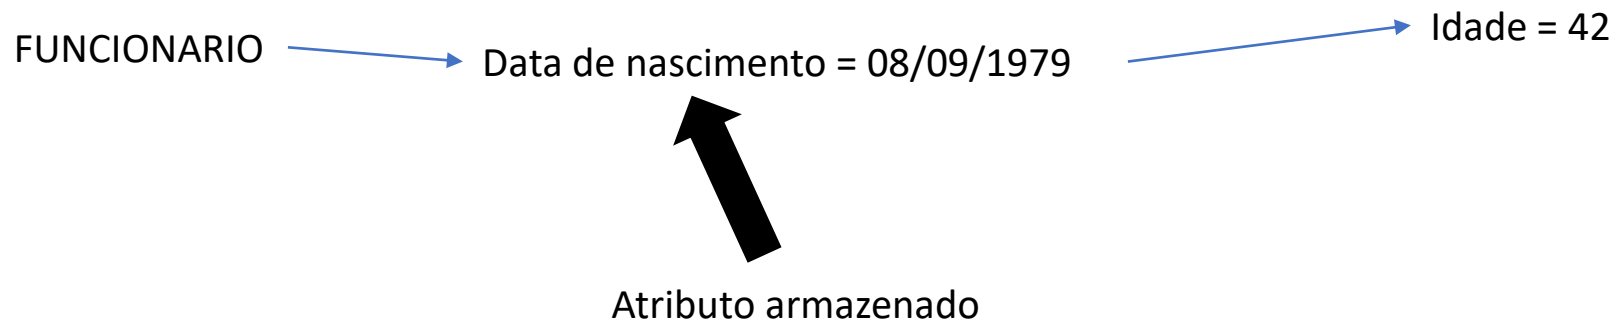 FUNCIONARIO
Data de nascimento = 08/09/1979
Idade = 42
Atributo armazenado